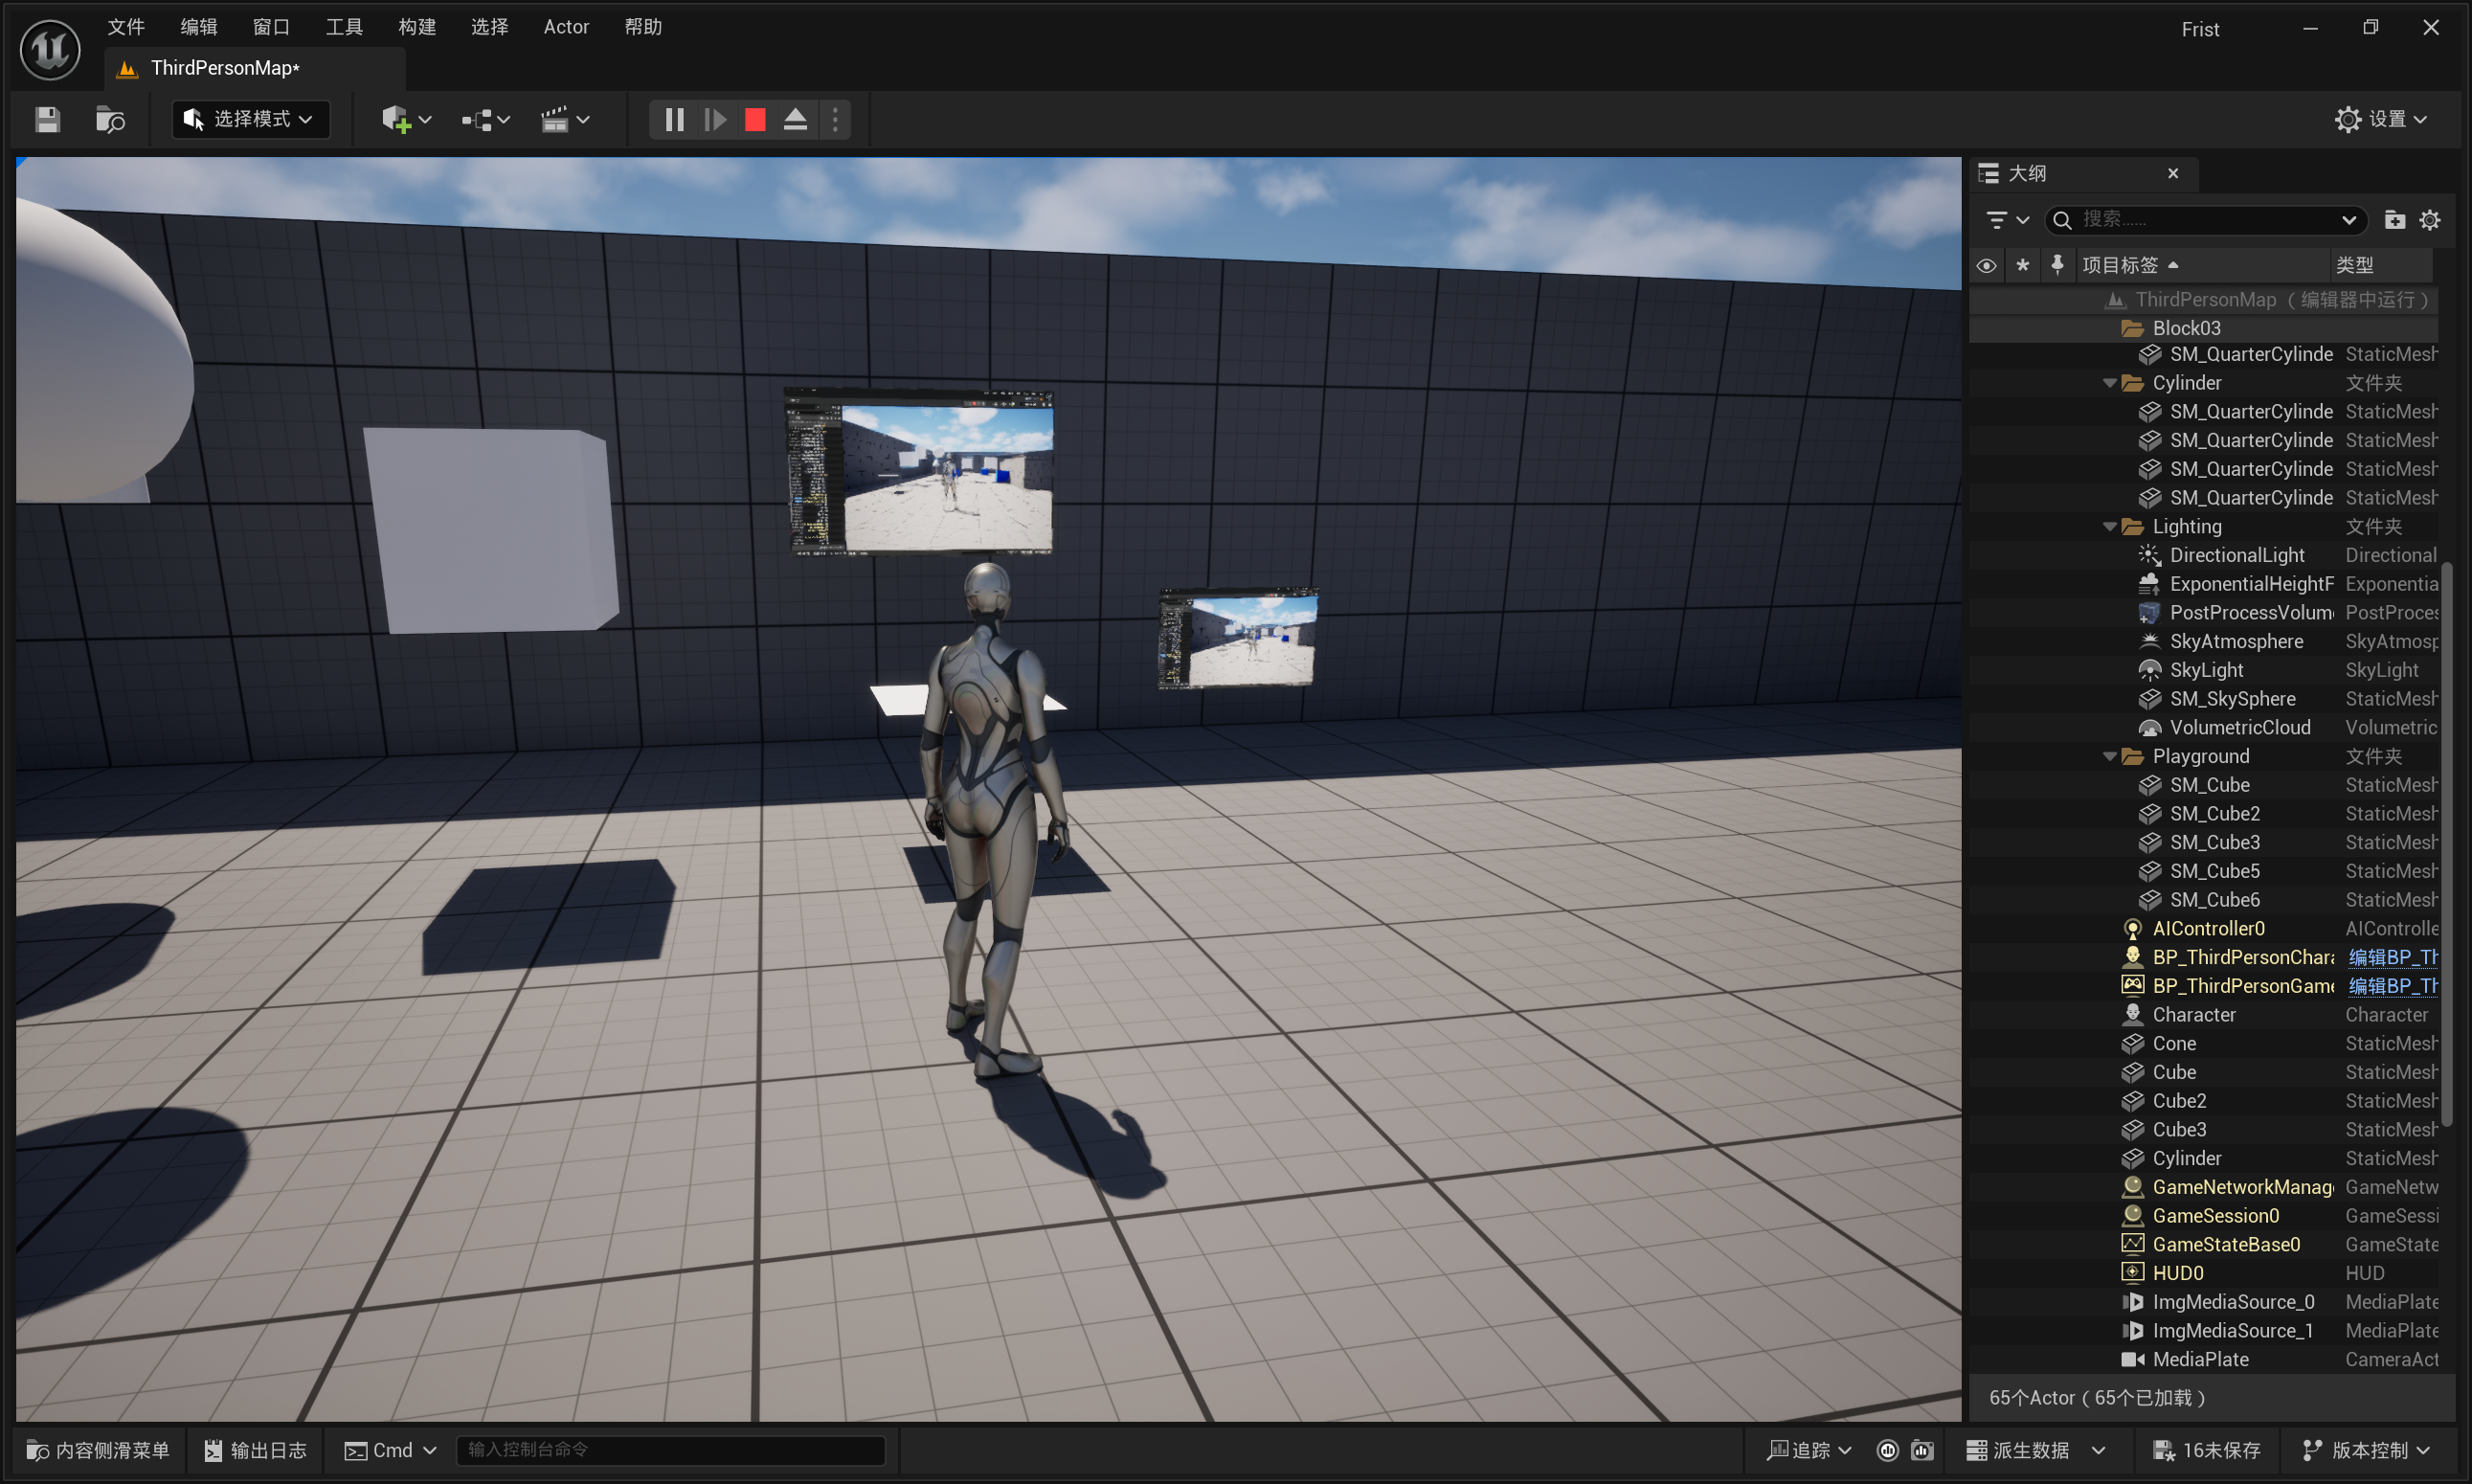 文件 编辑 窗口 工具 构建 选择 Actor 帮助 Frist
ThirdPersonMap*
选择模式 设置
大纲
搜索......
项目标签 类型
ThirdPersonMap（编辑器中运行）
Block03
SM_QuarterCylinde StaticMesh
Cylinder 文件夹
SM_QuarterCylinde StaticMesh
SM_QuarterCylinde StaticMesh
SM_QuarterCylinde StaticMesh
SM_QuarterCylinde StaticMesh
Lighting 文件夹
DirectionalLight Directional
ExponentialHeightF Exponentia
PostProcessVolum PostProces
SkyAtmosphere SkyAtmosp
SkyLight SkyLight
SM_SkySphere StaticMesh
VolumetricCloud Volumetric
Playground 文件夹
SM_Cube StaticMesh
SM_Cube2 StaticMesh
SM_Cube3 StaticMesh
SM_Cube5 StaticMesh
SM_Cube6 StaticMesh
AIController0 AIControlle
BP_ThirdPersonChara 编辑BP_Th
BP_ThirdPersonGame 编辑BP_Th
Character Character
Cone StaticMesh
Cube StaticMesh
Cube2 StaticMesh
Cube3 StaticMesh
Cylinder StaticMesh
GameNetworkManag GameNetw
GameSession0 GameSessi
GameStateBase0 GameState
HUD0 HUD
ImgMediaSource_0 MediaPlate
ImgMediaSource_1 MediaPlate
MediaPlate CameraAct
65个Actor（65个已加载）
内容侧滑菜单 输出日志 Cmd 输入控制台命令 追踪 派生数据 16未保存 版本控制